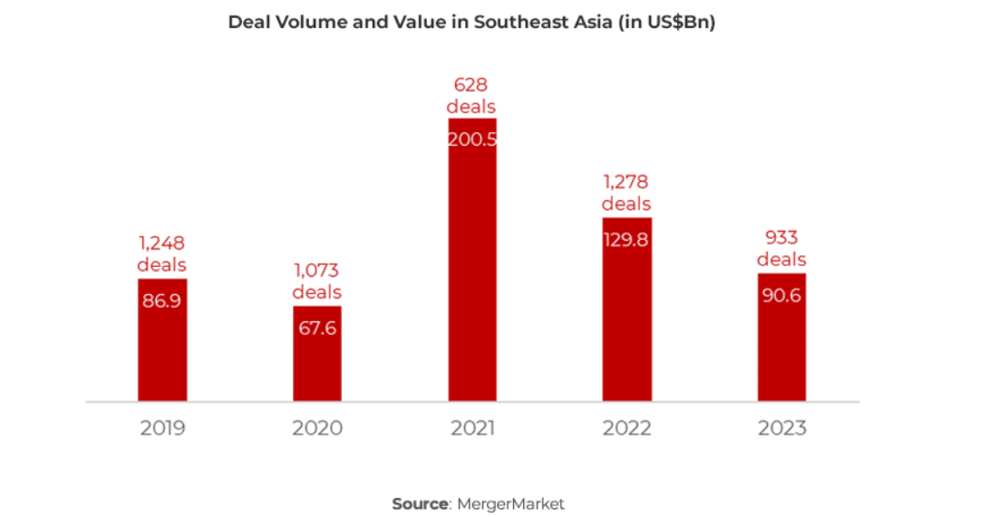 Deal Volume and Value in Southeast Asia (in US$Bn)
628
deals
200.5
1,278
deals
129.8
1,248
deals
86.9
933
deals
90.6
1,073
deals
67.6
2019 2020 2021 2022 2023
Source: MergerMarket